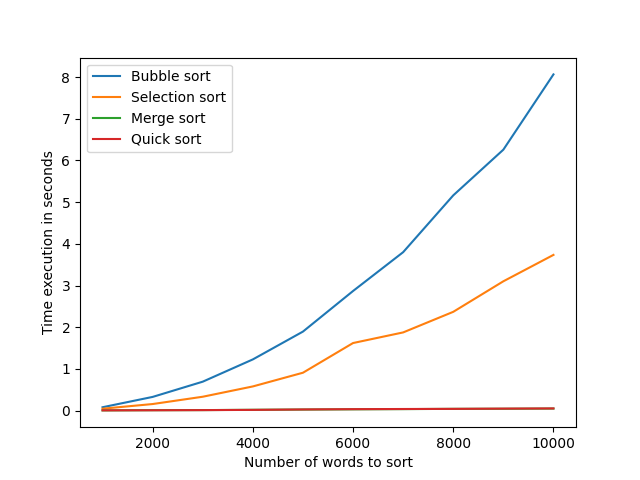 Bubble sort
Selection sort
Merge sort
Quick sort
8
7
6
5
4
3
2
1
0
Time execution in seconds
2000 4000 6000 8000 10000
Number of words to sort